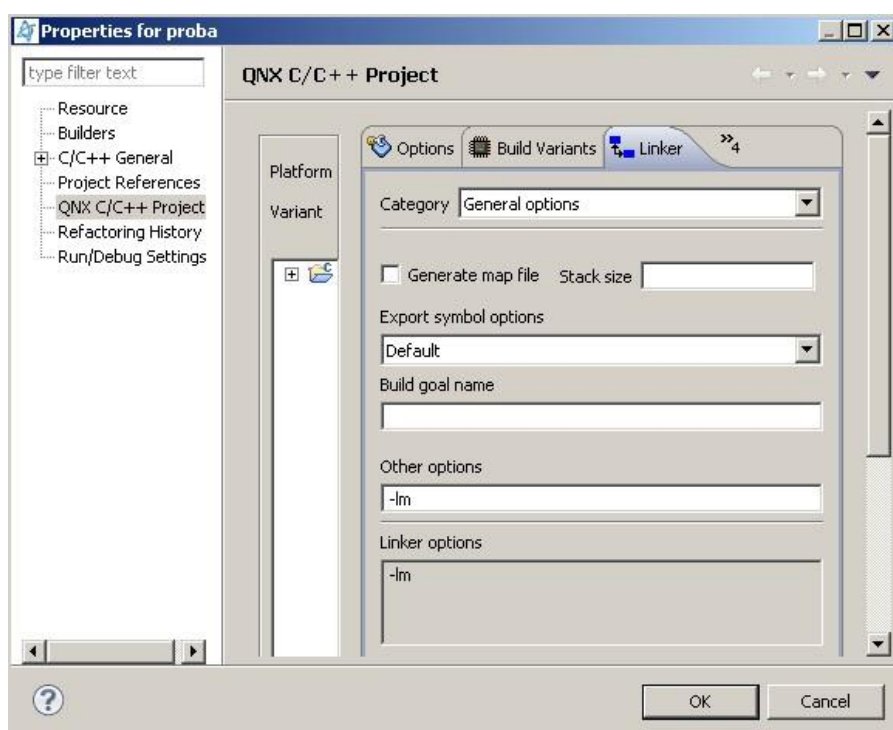 Properties for proba
type filter text
Resource
Builders
C/C++ General
Project References
QNX C/C++ Project
Refactoring History
Run/Debug Settings
QNX C/C++ Project
Platform
Variant
Options
Build Variants
Linker
»4
Category General options
Generate map file Stack size
Export symbol options
Default
Build goal name
Other options
-lm
Linker options
-lm
OK
Cancel